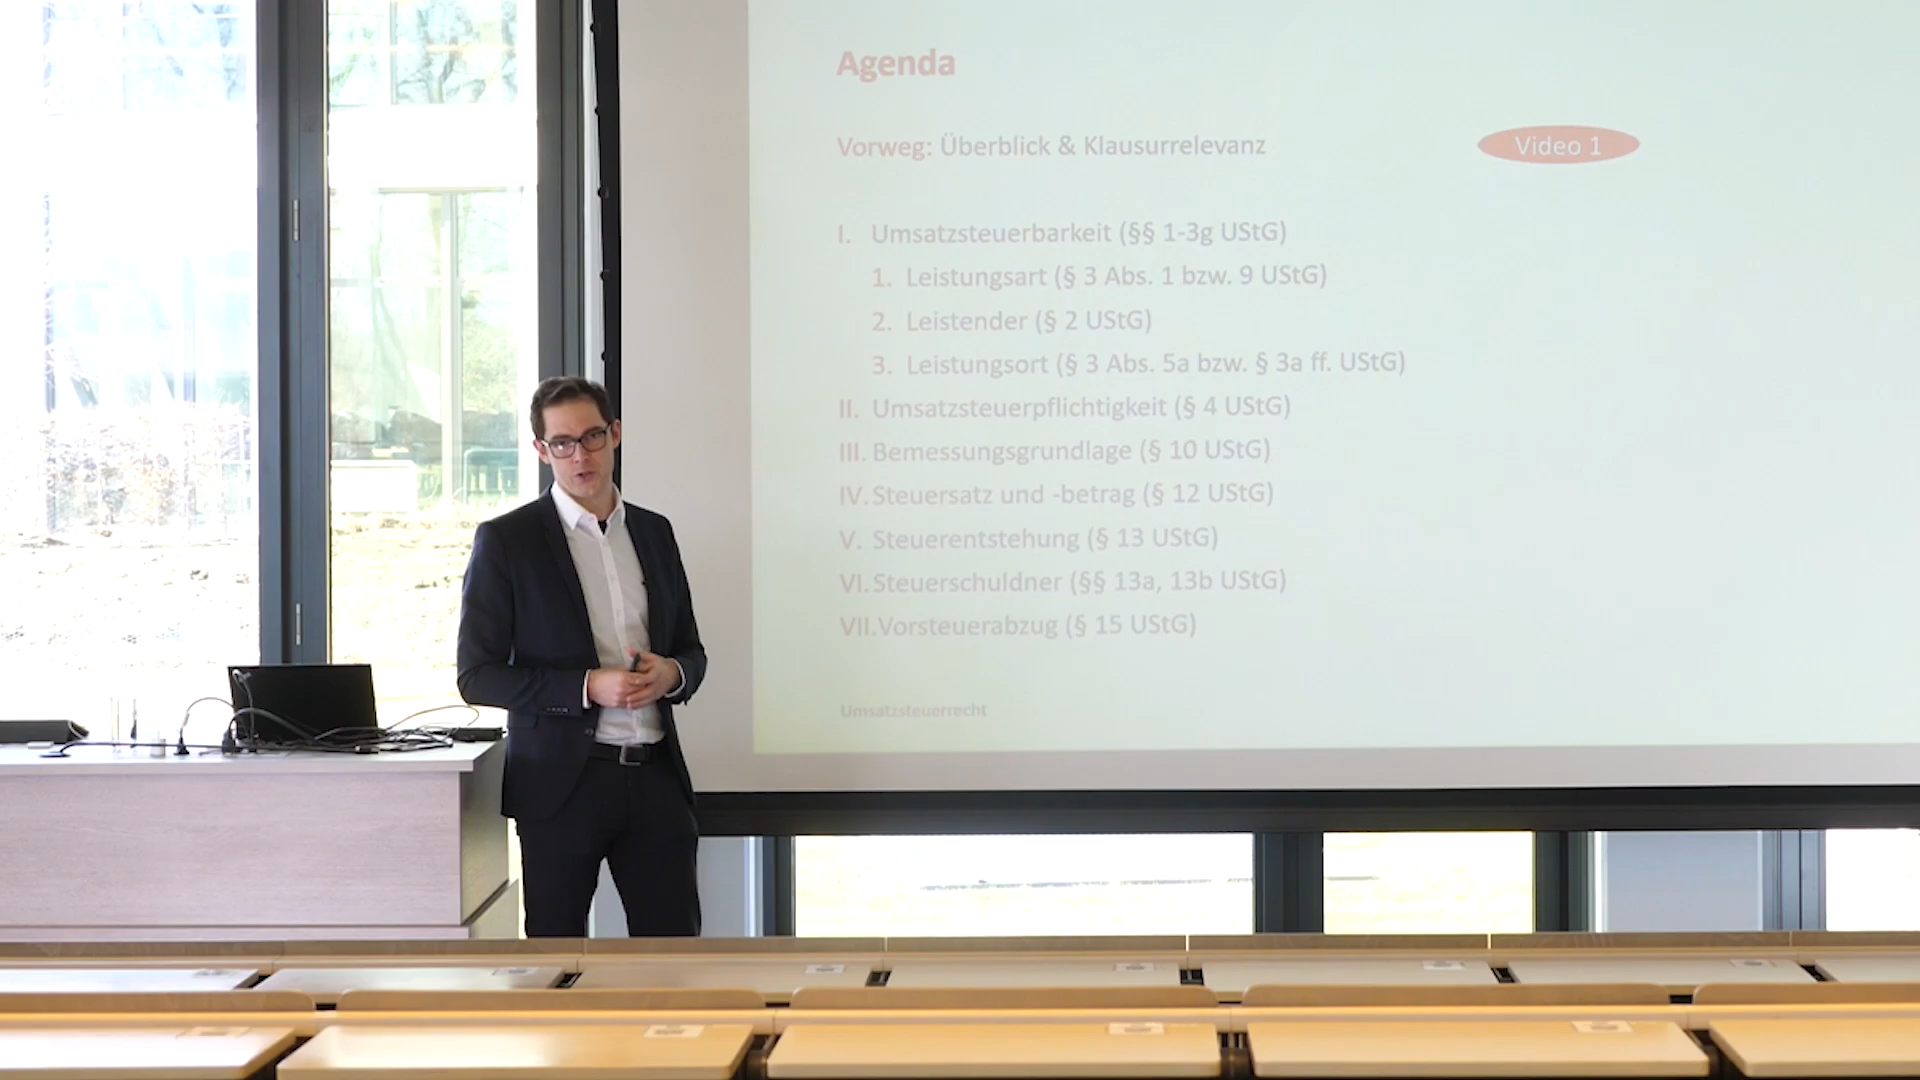 Agenda
Vorweg: Überblick & Klausurrelevanz
Video 1
I. Umsatzsteuerbarkeit (§§ 1-3g UStG)
1. Leistungsart (§ 3 Abs. 1 bzw. 9 UStG)
2. Leistender (§ 2 UStG)
3. Leistungsort (§ 3 Abs. 5a bzw. § 3a ff. UStG)
II. Umsatzsteuerpflichtigkeit (§ 4 UStG)
III. Bemessungsgrundlage (§ 10 UStG)
IV. Steuersatz und -betrag (§ 12 UStG)
V. Steuerentstehung (§ 13 UStG)
VI. Steuerschuldner (§§ 13a, 13b UStG)
VII. Vorsteuerabzug (§ 15 UStG)
Umsatzsteuerrecht